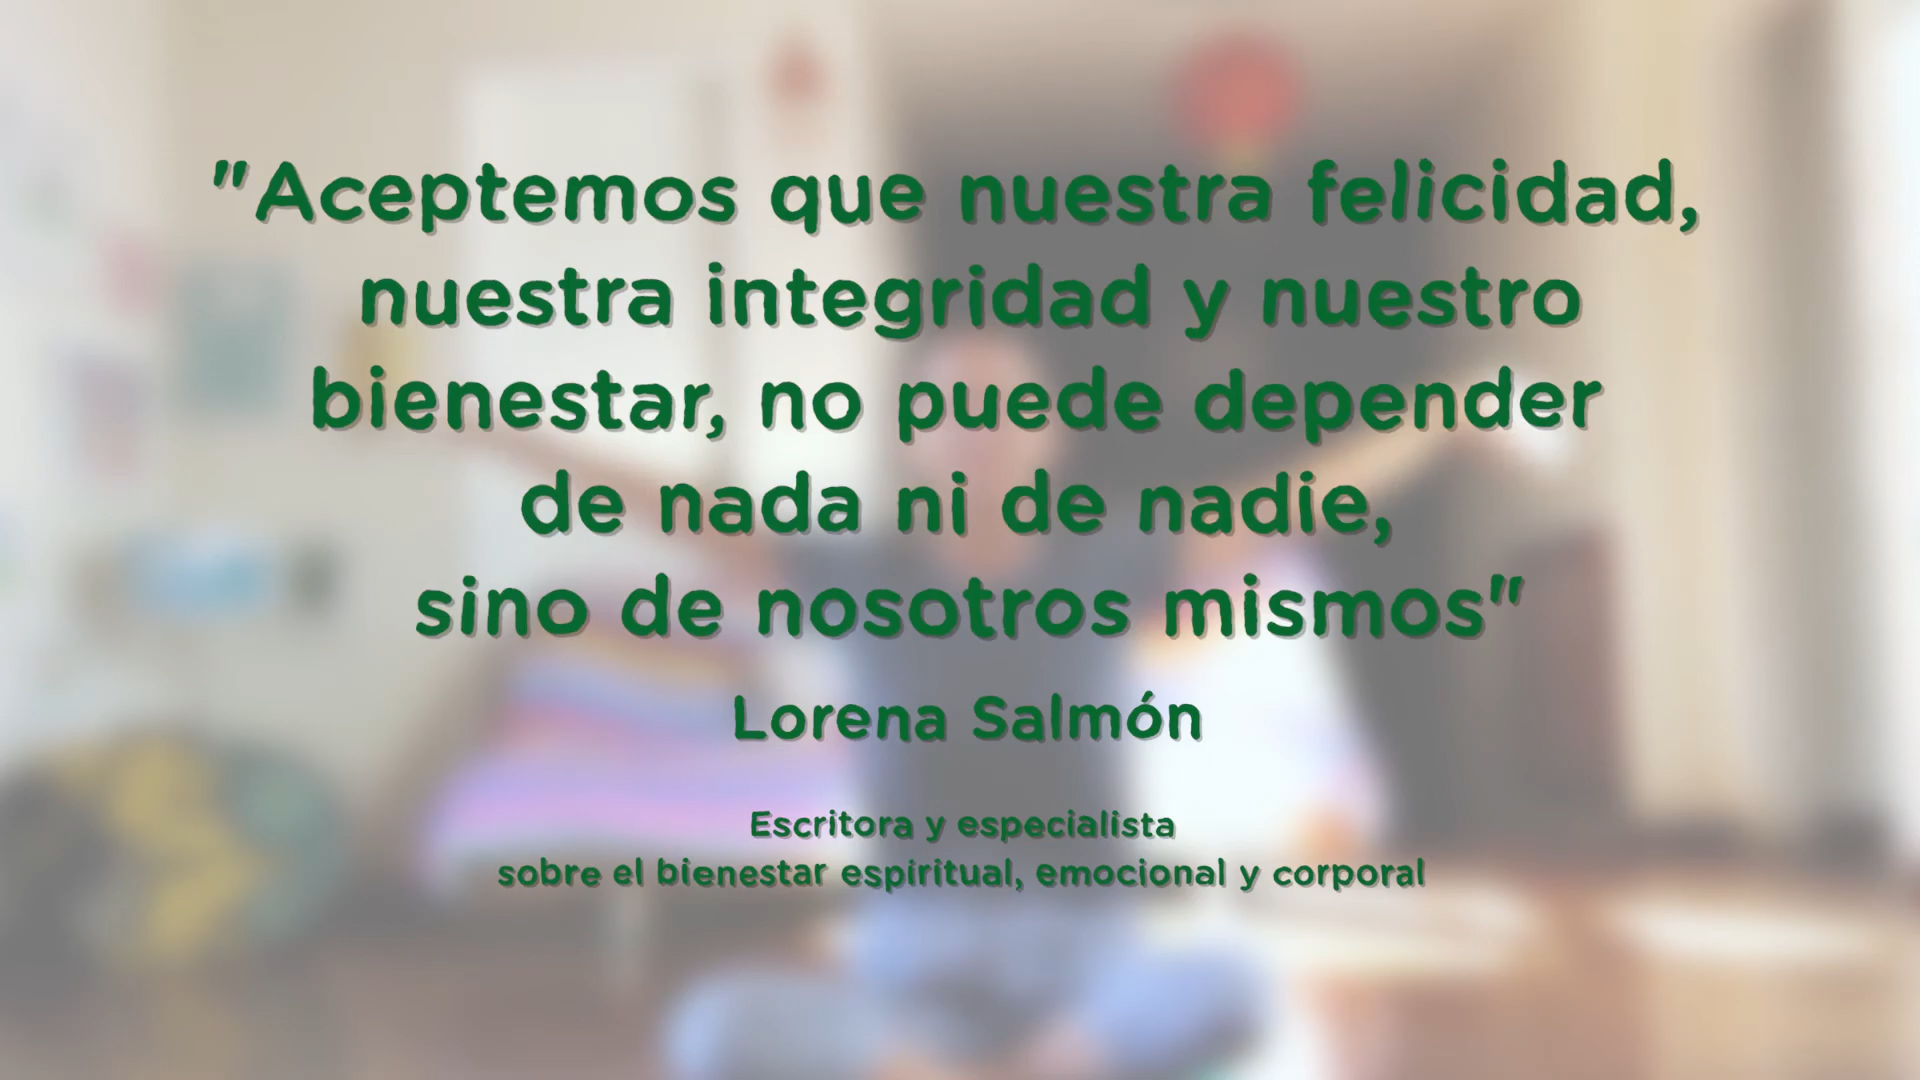 "Aceptemos que nuestra felicidad,
nuestra integridad y nuestro
bienestar, no puede depender
de nada ni de nadie,
sino de nosotros mismos"
Lorena Salmón
Escritora y especialista
sobre el bienestar espiritual, emocional y corporal